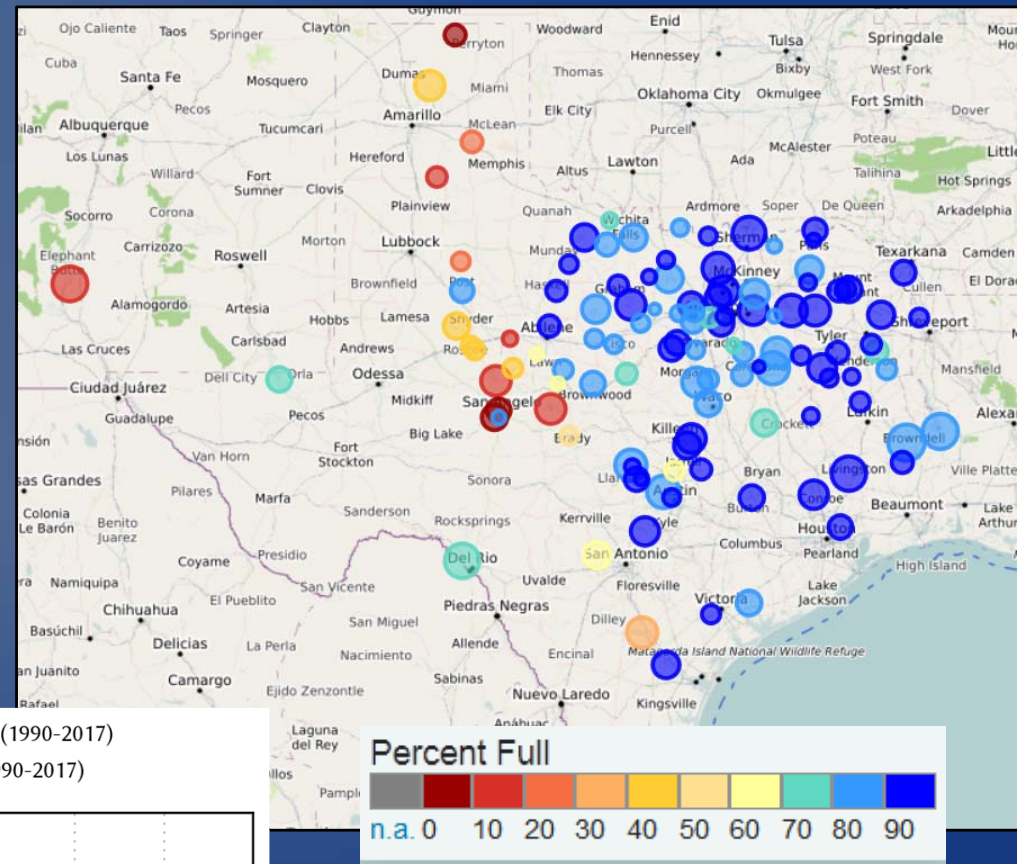 Guymon
Ojo Caliente Taos Springer Clayton Woodward Enid Springdale
Perryton Hennessey Tulsa
Cuba Bixby West Fork
Santa Fe Mosquero Dumas Miami Thomas
Oklahoma City Okmulgee
Pecos Amarillo Elk City Fort Smith Dover
Albuquerque Tucumcari McLean Purcell
Poteau
Los Lunas Hereford Memphis Lawton Ada McAlester
Willard Fort Sumner Clovis Altus Talihina Hot Springs
Plainview
Socorro Corona Quanah Wichita Falls Ardmore Soper De Queen Arkadelphia
Carrizozo Morton Lubbock Munday Sherman Paris
Elephant Roswell Texarkana Camden
Brownfield Post McKinney
Alamogordo Artesia Graham
Hobbs Lamesa Snyder Abilene
Las Cruces Carlsbad Andrews Tyler
Dell City Orla Odessa Mansfield
Ciudad Juárez Midkiff San Angelo Brownwood Waco
Guadalupe Pecos Crockett Lufkin
Big Lake Brady Killeen
Van Horn Fort Stockton Livingston Ville Platte
Sonora Bryan
Pilares Marfa Austin Conroe
Colonia Le Barón Benito Juárez Sanderson Rocksprings Kerrville Kyle Beaumont Lake Arthur
Houston
Coyame Presidio Del Rio San Antonio Columbus Pearland
High Island
Namiquipa San Vicente Uvalde Floresville
Chihuahua El Pueblito Piedras Negras Lake Jackson
Victoria
Basúchil San Miguel Dilley
Delicias La Perla Allende Matagorda Island National Wildlife Refuge
Nacimiento Encinal
San Juanito Camargo Sabinas
Ejido Zenzontle Nuevo Laredo Kingsville
Rafael
Anáhuac
Laguna del Rey
(1990-2017)
90-2017)
Percent Full
n.a. 0 10 20 30 40 50 60 70 80 90